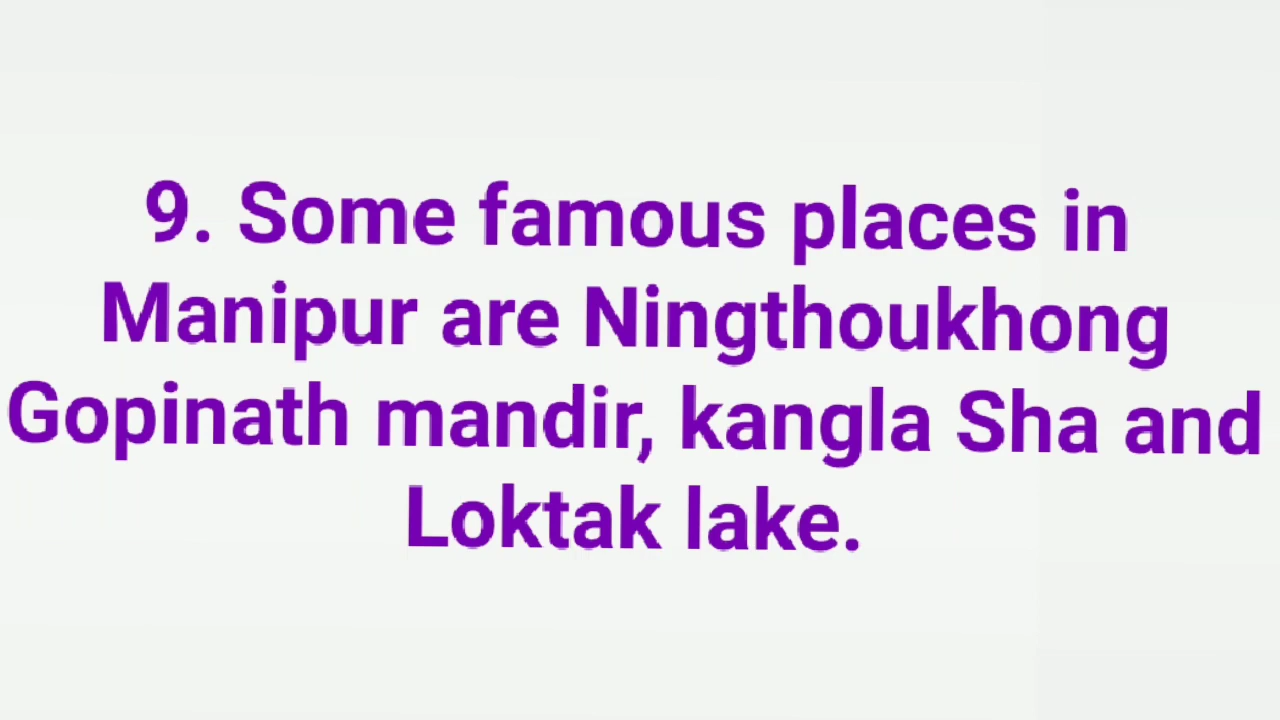 9. Some famous places in
Manipur are Ningthoukhong
Gopinath mandir, kangla Sha and
Loktak lake.